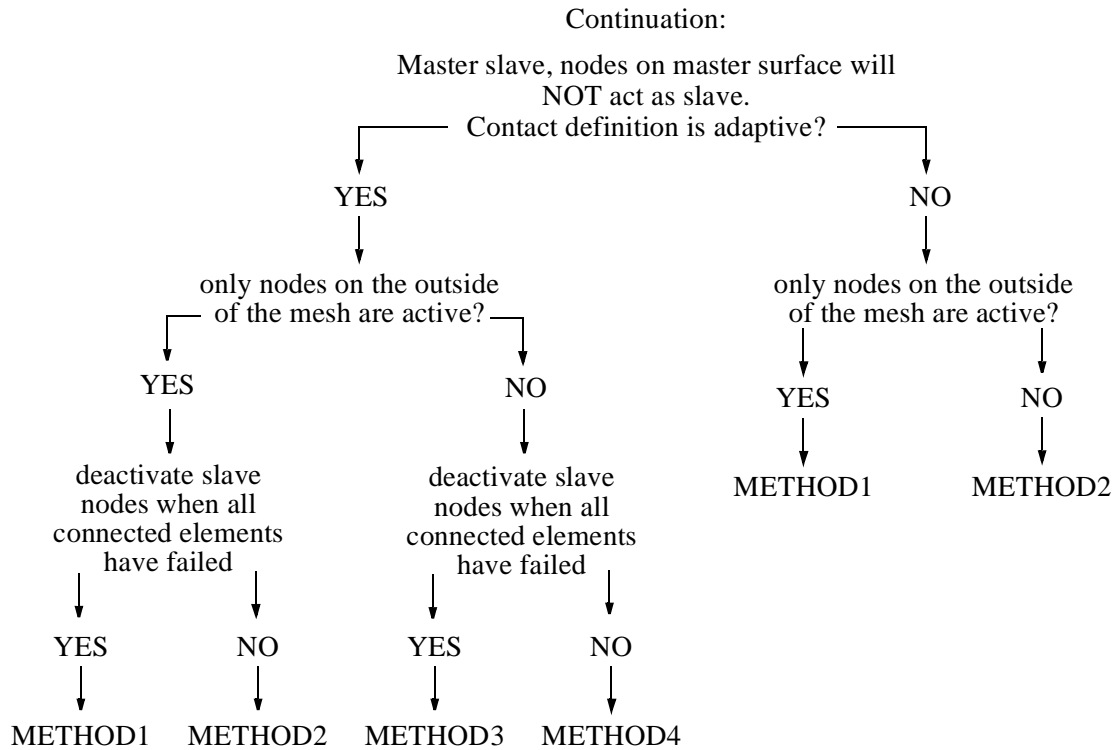 Continuation:
Master slave, nodes on master surface will
NOT act as slave.
Contact definition is adaptive?
YES
NO
only nodes on the outside
of the mesh are active?
only nodes on the outside
of the mesh are active?
YES
NO
YES
NO
deactivate slave
nodes when all
connected elements
have failed
deactivate slave
nodes when all
connected elements
have failed
METHOD1
METHOD2
YES
NO
YES
NO
METHOD1
METHOD2
METHOD3
METHOD4